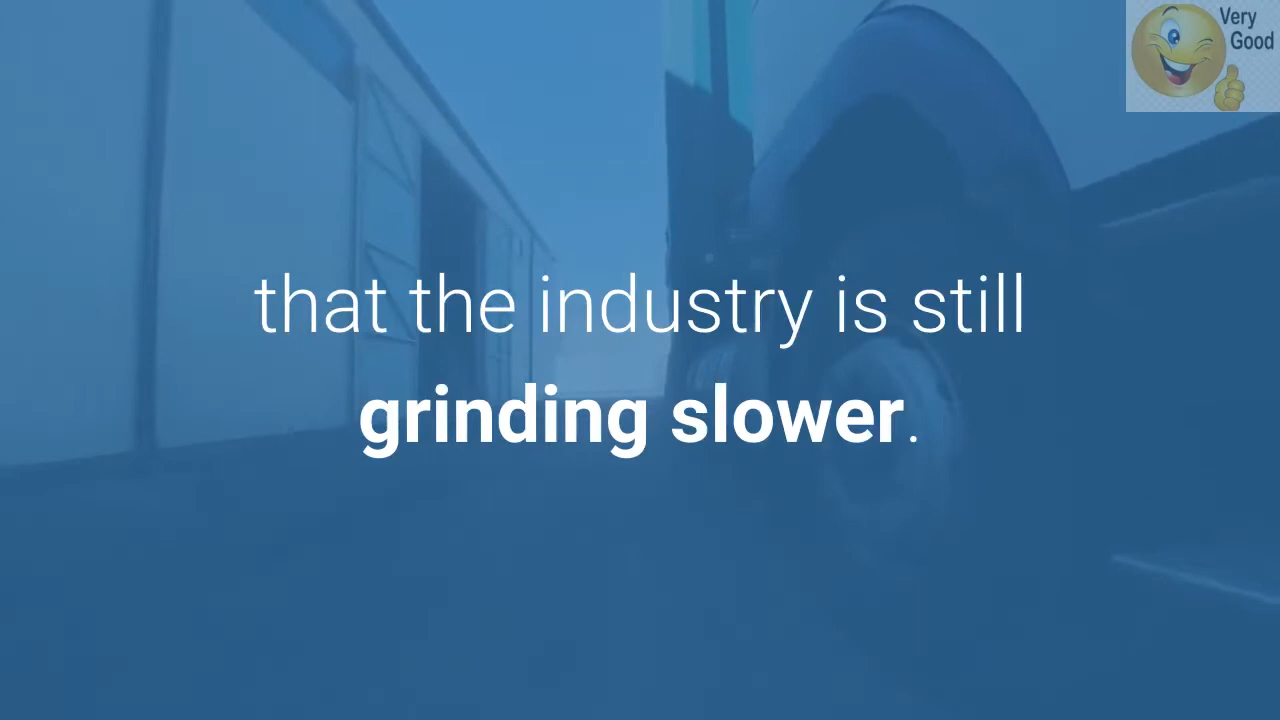 Very
Good
that the industry is still
grinding slower.